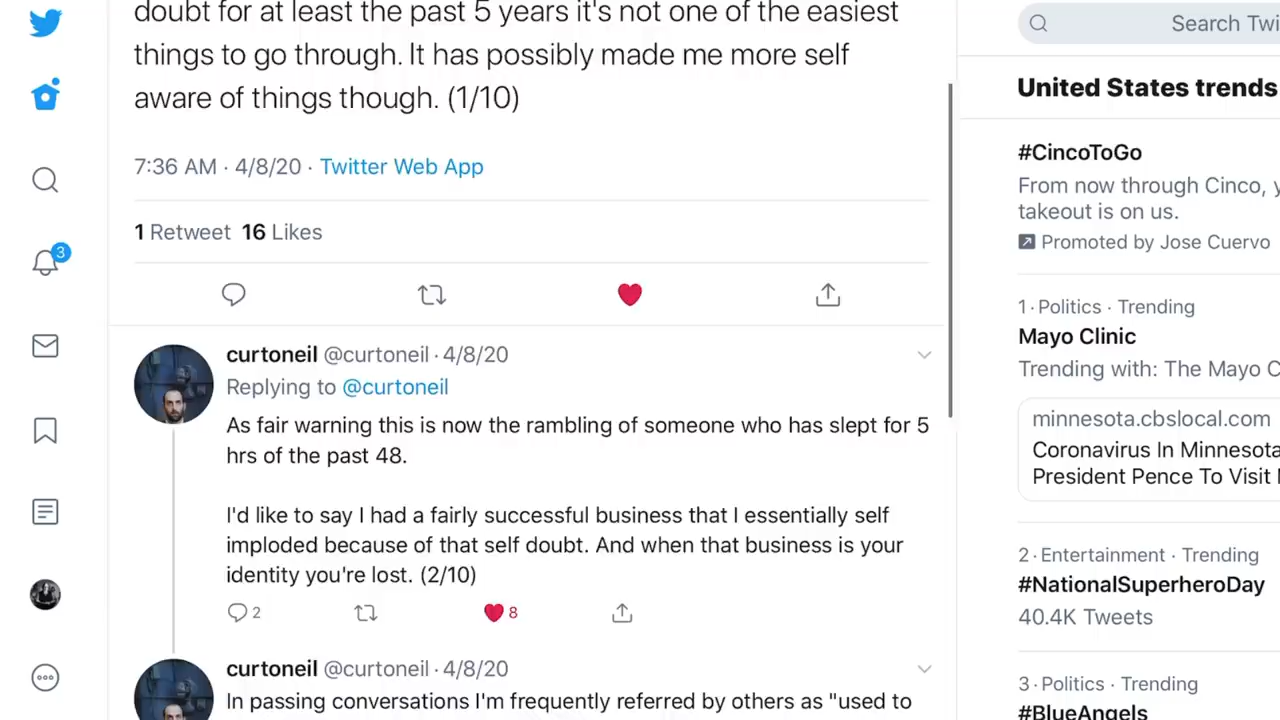 doubt for at least the past 5 years it's not one of the easiest
things to go through. It has possibly made me more self
aware of things though. (1/10)
7:36 AM · 4/8/20 · Twitter Web App
1 Retweet 16 Likes
curtoneil @curtoneil · 4/8/20
Replying to @curtoneil
As fair warning this is now the rambling of someone who has slept for 5
hrs of the past 48.
I'd like to say I had a fairly successful business that I essentially self
imploded because of that self doubt. And when that business is your
identity you're lost. (2/10)
2
8
curtoneil @curtoneil · 4/8/20
In passing conversations I'm frequently referred by others as "used to
3
Search Twi
United States trends
#CincoToGo
From now through Cinco, y
takeout is on us.
Promoted by Jose Cuervo
1 · Politics · Trending
Mayo Clinic
Trending with: The Mayo C
minnesota.cbslocal.com
Coronavirus In Minnesota
President Pence To Visit
2 · Entertainment · Trending
#NationalSuperheroDay
40.4K Tweets
3 · Politics · Trending
#BlueAngels